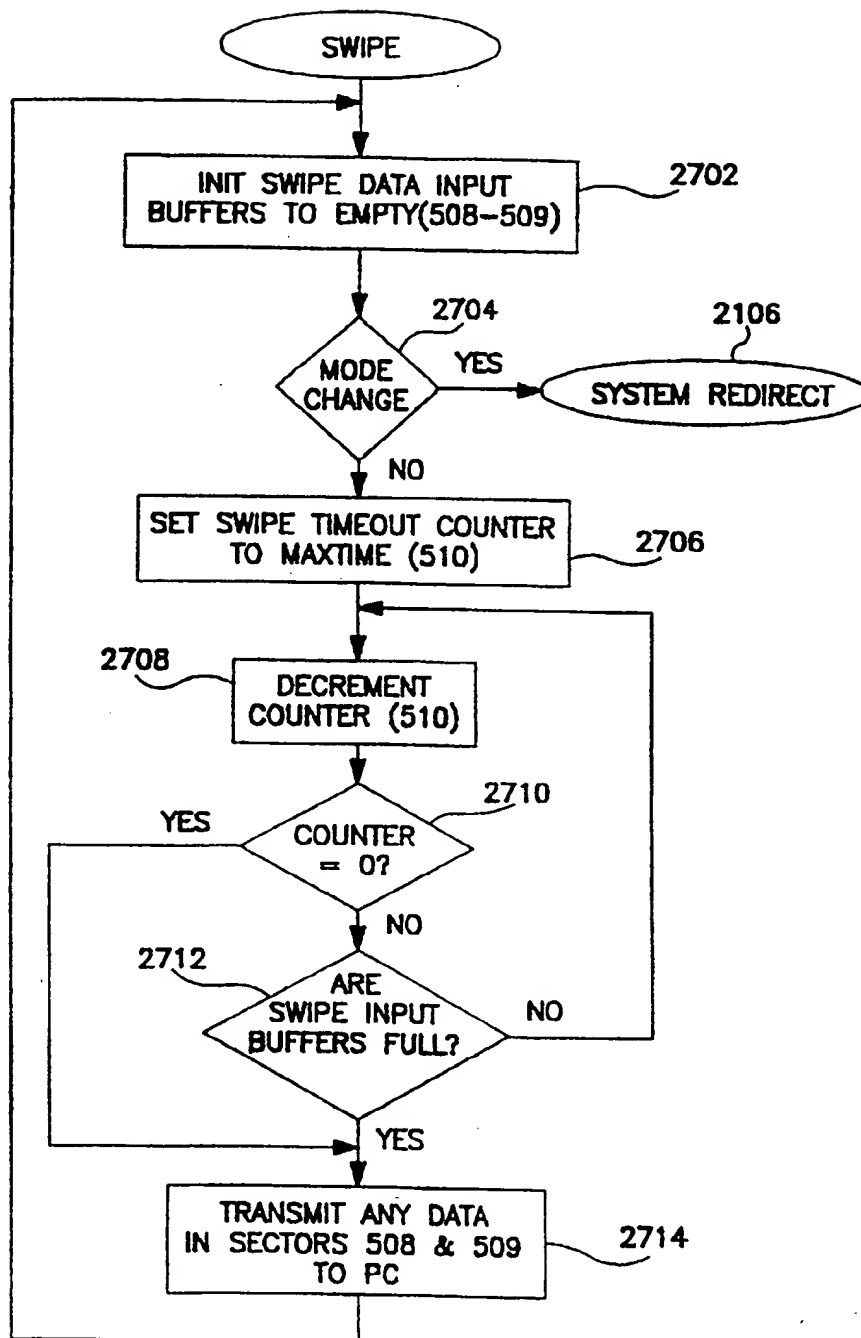 SWIPE
INIT SWIPE DATA INPUT
BUFFERS TO EMPTY(508-509)
2702
2704
MODE
CHANGE
YES
2106
SYSTEM REDIRECT
NO
SET SWIPE TIMEOUT COUNTER
TO MAXTIME (510)
2706
2708
DECREMENT
COUNTER (510)
2710
YES
COUNTER
= 0?
NO
2712
ARE
SWIPE INPUT
BUFFERS FULL?
NO
YES
TRANSMIT ANY DATA
IN SECTORS 508 & 509
TO PC
2714